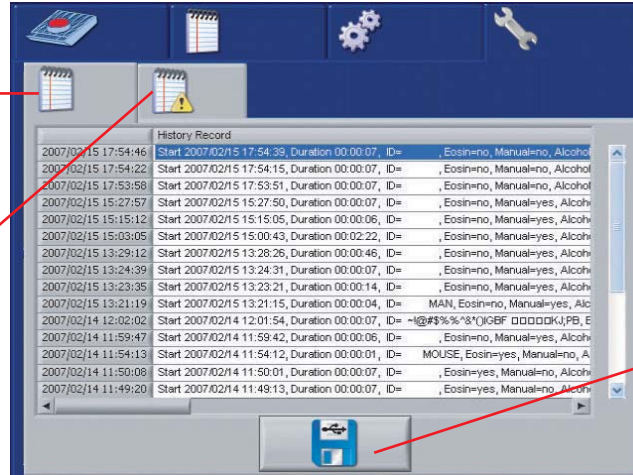 History Record
2007/02/15 17:54:46 Start 2007/02/15 17:54:39, Duration 00:00:07, ID= , Eosin=no, Manual=no, Alcohol
2007/02/15 17:54:22 Start 2007/02/15 17:54:15, Duration 00:00:07, ID= , Eosin=no, Manual=no, Alcohol
2007/02/15 17:53:58 Start 2007/02/15 17:53:51, Duration 00:00:07, ID= , Eosin=no, Manual=no, Alcohol
2007/02/15 15:27:57 Start 2007/02/15 15:27:50, Duration 00:00:07, ID= , Eosin=no, Manual=yes, Alcoh
2007/02/15 15:15:12 Start 2007/02/15 15:15:05, Duration 00:00:06, ID= , Eosin=no, Manual=yes, Alcoh
2007/02/15 15:03:05 Start 2007/02/15 15:00:43, Duration 00:02:22, ID= , Eosin=no, Manual=yes, Alcoh
2007/02/15 13:29:12 Start 2007/02/15 13:28:26, Duration 00:00:46, ID= , Eosin=no, Manual=yes, Alcoh
2007/02/15 13:24:39 Start 2007/02/15 13:24:31, Duration 00:00:07, ID= , Eosin=no, Manual=yes, Alcoh
2007/02/15 13:23:35 Start 2007/02/15 13:23:21, Duration 00:00:14, ID= , Eosin=no, Manual=yes, Alcoh
2007/02/15 13:21:19 Start 2007/02/15 13:21:15, Duration 00:00:04, ID= MAN, Eosin=no, Manual=yes, Alc
2007/02/14 12:02:02 Start 2007/02/14 12:01:54, Duration 00:00:07, ID= ~!@#$%%^&*()IGBF □□□□□KJ;PB, E
2007/02/14 11:59:47 Start 2007/02/14 11:59:42, Duration 00:00:06, ID= , Eosin=no, Manual=yes, Alcoh
2007/02/14 11:54:13 Start 2007/02/14 11:54:12, Duration 00:00:01, ID= MOUSE, Eosin=yes, Manual=no, A
2007/02/14 11:50:08 Start 2007/02/14 11:50:01, Duration 00:00:07, ID= , Eosin=yes, Manual=no, Alcoh
2007/02/14 11:49:20 Start 2007/02/14 11:49:13, Duration 00:00:07, ID= , Eosin=yes, Manual=no, Alcoh